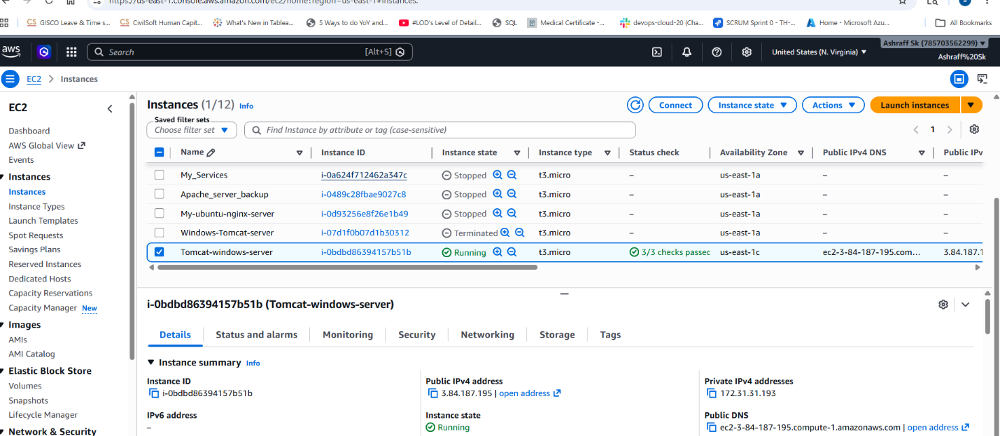 https://us-east-1.console.aws.amazon.com/ec2/home?region=us-east-1#Instances:
GISCO Leave & Time s... CivilSoft Human Capit... What's New in Tablea... 5 Ways to do YoY and... #LOD's Level of Detail... SQL Medical Certificate -... devops-cloud-20 (Cha... SCRUM Sprint 0 - TH-... Home - Microsoft Azu... All Bookmarks
aws Search [Alt+S] United States (N. Virginia) Ashraff Sk (785703562299)
Ashraff%20Sk
EC2 Instances
EC2
Dashboard
AWS Global View
Events
Instances
Instances
Instance Types
Launch Templates
Spot Requests
Savings Plans
Reserved Instances
Dedicated Hosts
Capacity Reservations
Capacity Manager New
Images
AMIs
AMI Catalog
Elastic Block Store
Volumes
Snapshots
Lifecycle Manager
Network & Security
Instances (1/12) Info Connect Instance state Actions Launch instances
Saved filter sets
Choose filter set Find Instance by attribute or tag (case-sensitive) 1
Name Instance ID Instance state Instance type Status check Availability Zone Public IPv4 DNS Public IPv
My_Services i-0a624f712462a347c Stopped t3.micro – us-east-1a – –
Apache_server_backup i-0489c28fbae9027c8 Stopped t3.micro – us-east-1a – –
My-ubuntu-nginx-server i-0d93256e8f26e1b49 Stopped t3.micro – us-east-1a – –
Windows-Tomcat-server i-07d1f0b07d1b30312 Terminated t3.micro – us-east-1a – –
Tomcat-windows-server i-0bdbd86394157b51b Running t3.micro 3/3 checks passed us-east-1c ec2-3-84-187-195.com... 3.84.187.1
i-0bdbd86394157b51b (Tomcat-windows-server)
Details Status and alarms Monitoring Security Networking Storage Tags
Instance summary Info
Instance ID
i-0bdbd86394157b51b
IPv6 address
–
Public IPv4 address
3.84.187.195 | open address
Instance state
Running
Private IPv4 addresses
172.31.31.193
Public DNS
ec2-3-84-187-195.compute-1.amazonaws.com | open address